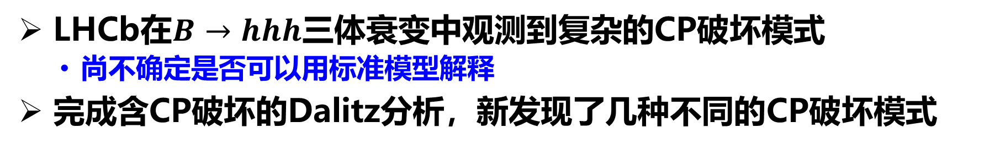 ➢ LHCb在B → hhh三体衰变中观测到复杂的CP破坏模式
• 尚不确定是否可以用标准模型解释
➢ 完成含CP破坏的Dalitz分析，新发现了几种不同的CP破坏模式